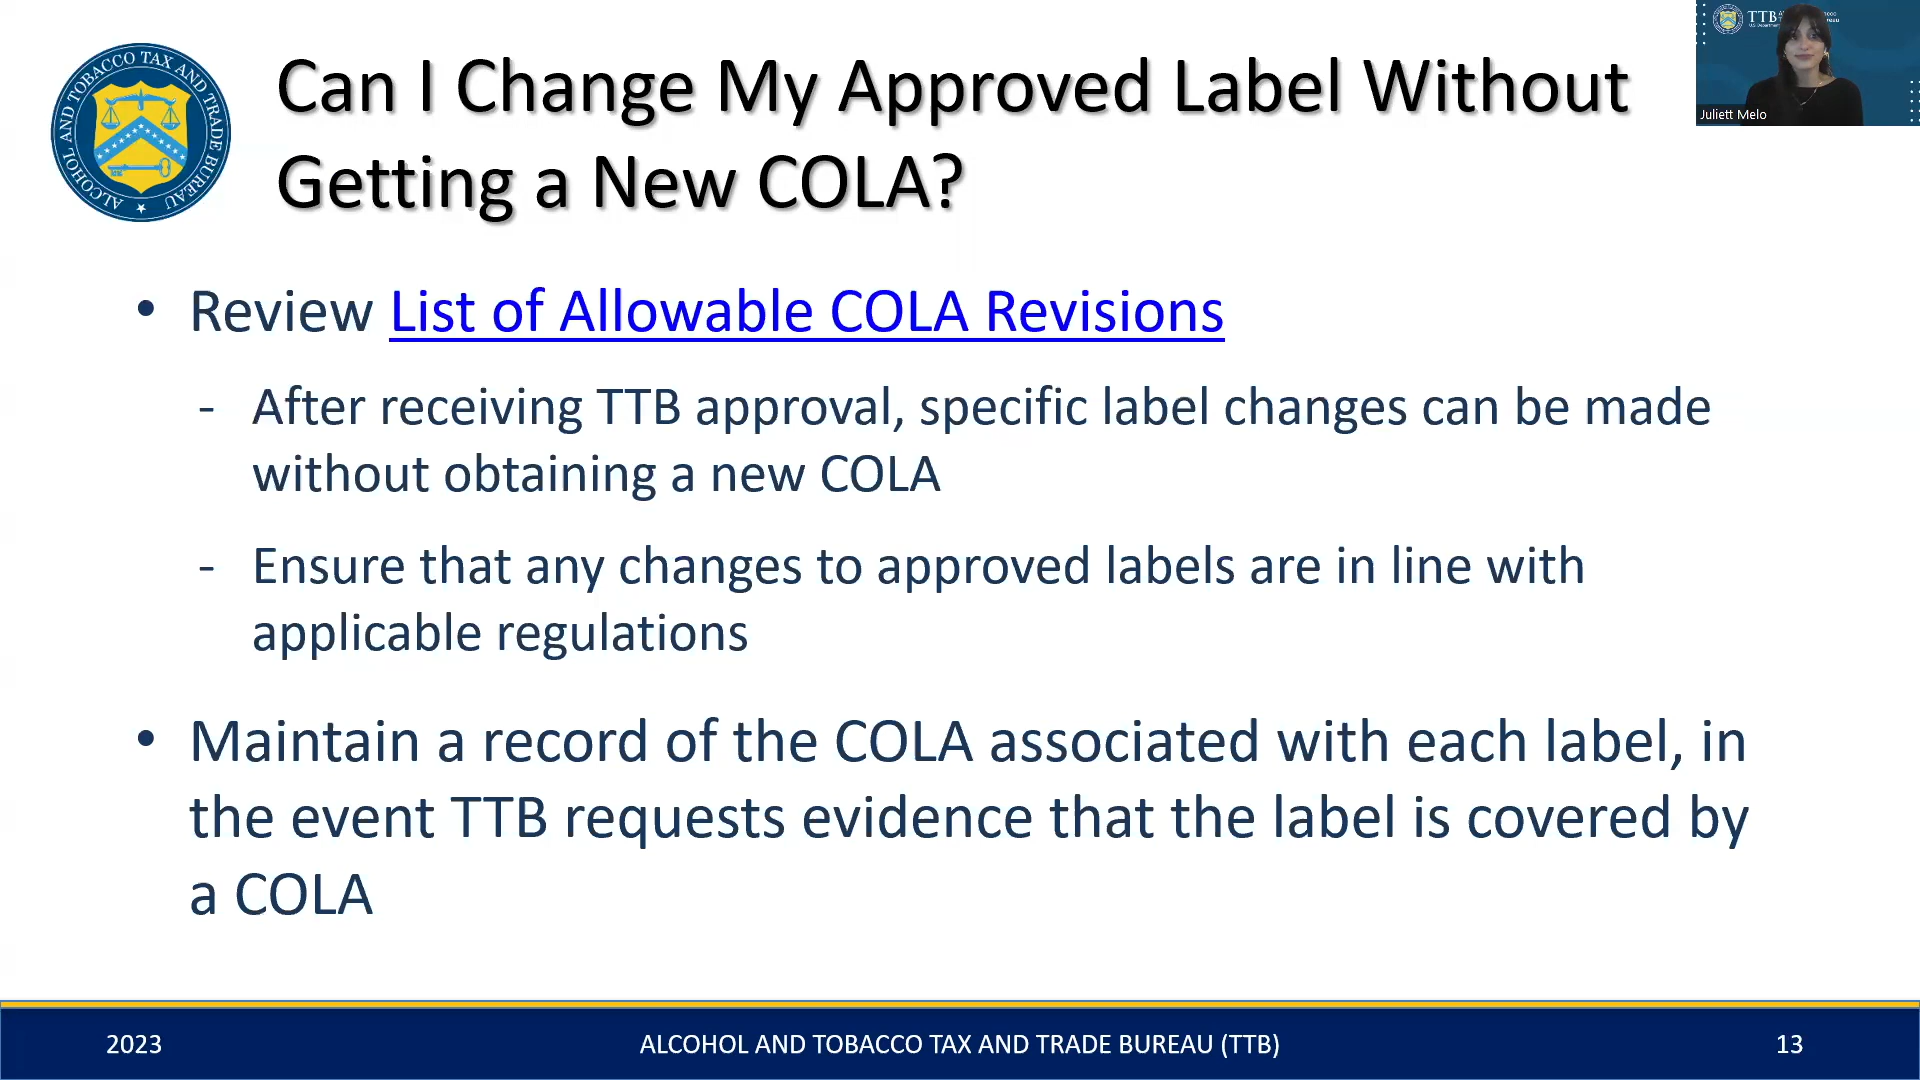 ALCOHOL AND TOBACCO TAX AND TRADE BUREAU
Can I Change My Approved Label Without
Getting a New COLA?
TTB
Juliett Melo
• Review List of Allowable COLA Revisions
- After receiving TTB approval, specific label changes can be made
without obtaining a new COLA
- Ensure that any changes to approved labels are in line with
applicable regulations
• Maintain a record of the COLA associated with each label, in
the event TTB requests evidence that the label is covered by
a COLA
2023
ALCOHOL AND TOBACCO TAX AND TRADE BUREAU (TTB)
13